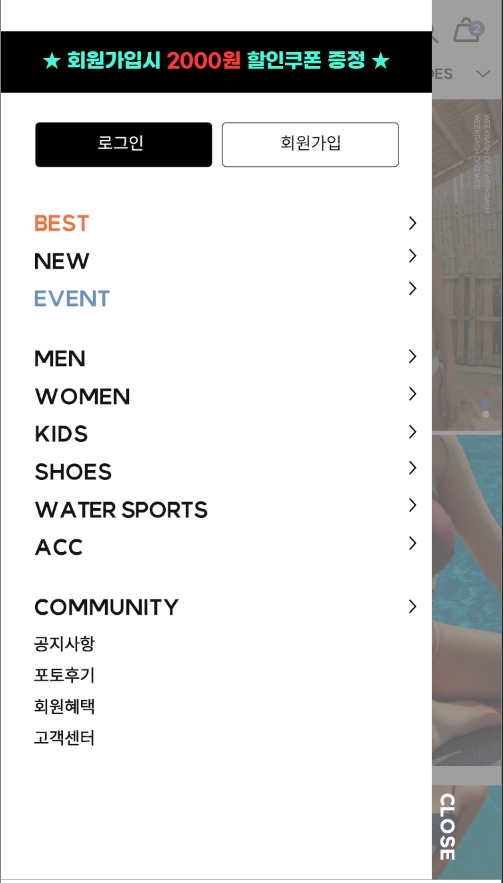 ★ 회원가입시 2000원 할인쿠폰 증정 ★
2
로그인 회원가입
BEST
NEW
EVENT
MEN
WOMEN
KIDS
SHOES
WATER SPORTS
ACC
COMMUNITY
공지사항
포토후기
회원혜택
고객센터
CLOSE